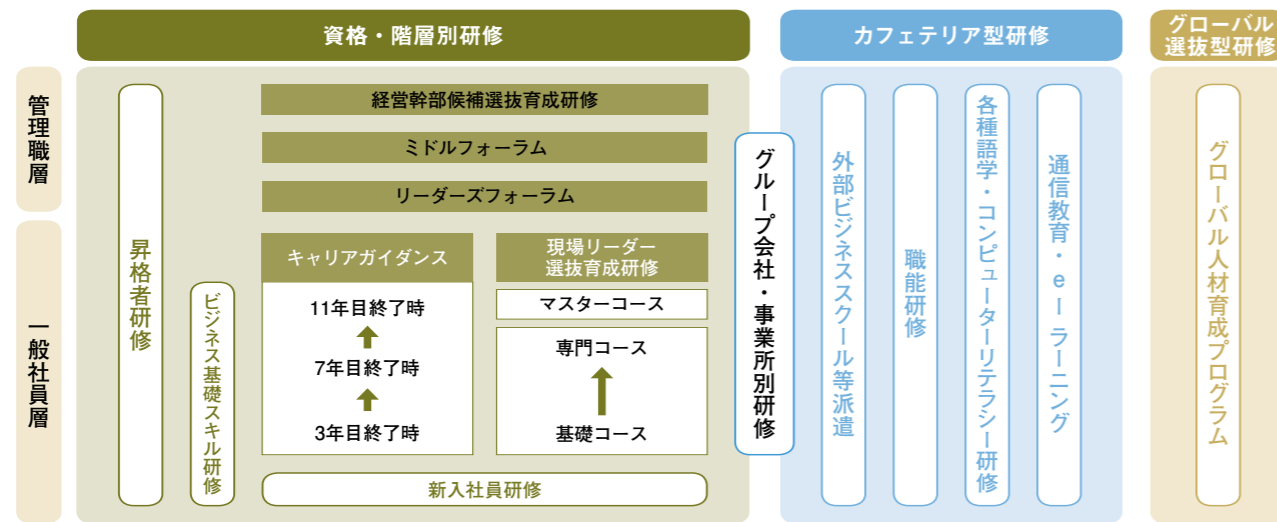 資格・階層別研修
カフェテリア型研修
グローバル
選抜型研修
管理職層
一般社員層
昇格者研修
ビジネス基礎スキル研修
経営幹部候補選抜育成研修
ミドルフォーラム
リーダーズフォーラム
キャリアガイダンス
11年目終了時
7年目終了時
3年目終了時
現場リーダー
選抜育成研修
マスターコース
専門コース
基礎コース
新入社員研修
グループ会社・事業所別研修
外部ビジネススクール等派遣
職能研修
各種語学・コンピューターリテラシー研修
通信教育・eーラーニング
グローバル人材育成プログラム